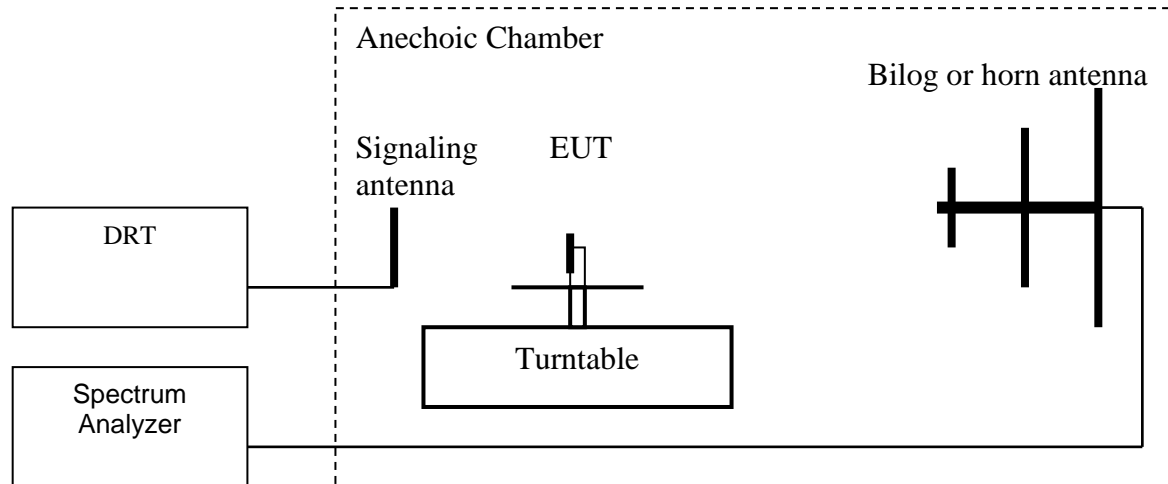 Anechoic Chamber
Bilog or horn antenna
Signaling
antenna
EUT
DRT
Turntable
Spectrum
Analyzer